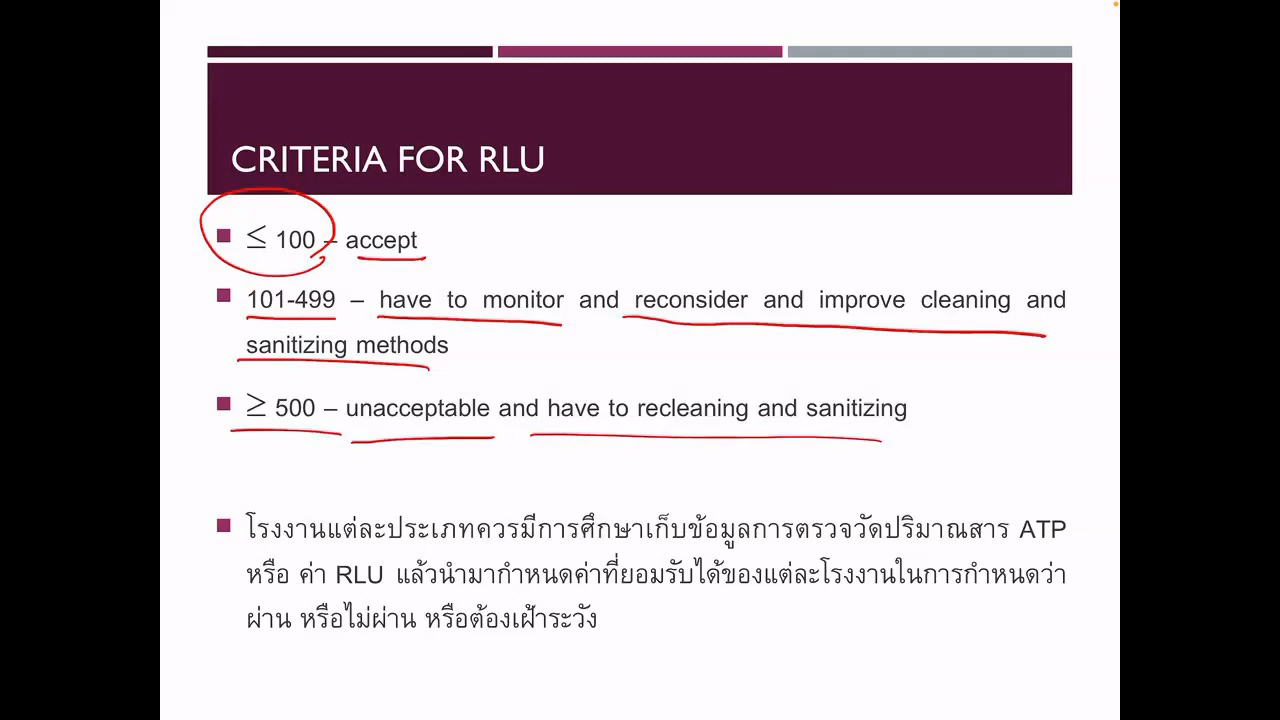 CRITERIA FOR RLU
≤ 100 – accept
101-499 – have to monitor and reconsider and improve cleaning and
sanitizing methods
≥ 500 – unacceptable and have to recleaning and sanitizing
โรงงานแต่ละประเภทควรมีการศึกษาเก็บข้อมูลการตรวจวัดปริมาณสาร ATP
หรือ ค่า RLU แล้วนำมากำหนดค่าที่ยอมรับได้ของแต่ละโรงงานในการกำหนดว่า
ผ่าน หรือไม่ผ่าน หรือต้องเฝ้าระวัง